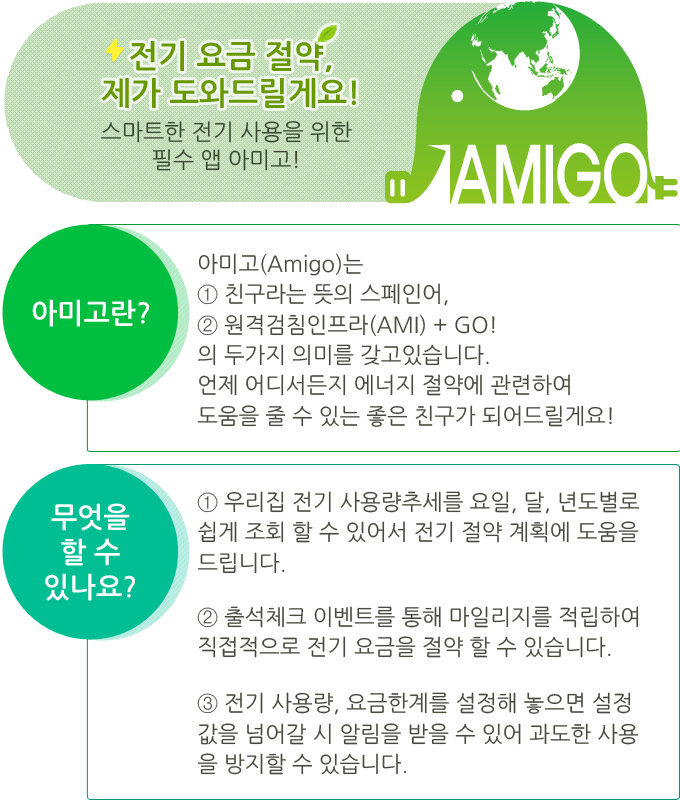 전기 요금 절약,
제가 도와드릴게요!
스마트한 전기 사용을 위한
필수 앱 아미고!
AMIGO
아미고란?
아미고(Amigo)는
① 친구라는 뜻의 스페인어,
② 원격검침인프라(AMI) + GO!
의 두가지 의미를 갖고있습니다.
언제 어디서든지 에너지 절약에 관련하여
도움을 줄 수 있는 좋은 친구가 되어드릴게요!
무엇을
할 수
있나요?
① 우리집 전기 사용량추세를 요일, 달, 년도별로
쉽게 조회 할 수 있어서 전기 절약 계획에 도움을
드립니다.
② 출석체크 이벤트를 통해 마일리지를 적립하여
직접적으로 전기 요금을 절약 할 수 있습니다.
③ 전기 사용량, 요금한계를 설정해 놓으면 설정
값을 넘어갈 시 알림을 받을 수 있어 과도한 사용
을 방지할 수 있습니다.